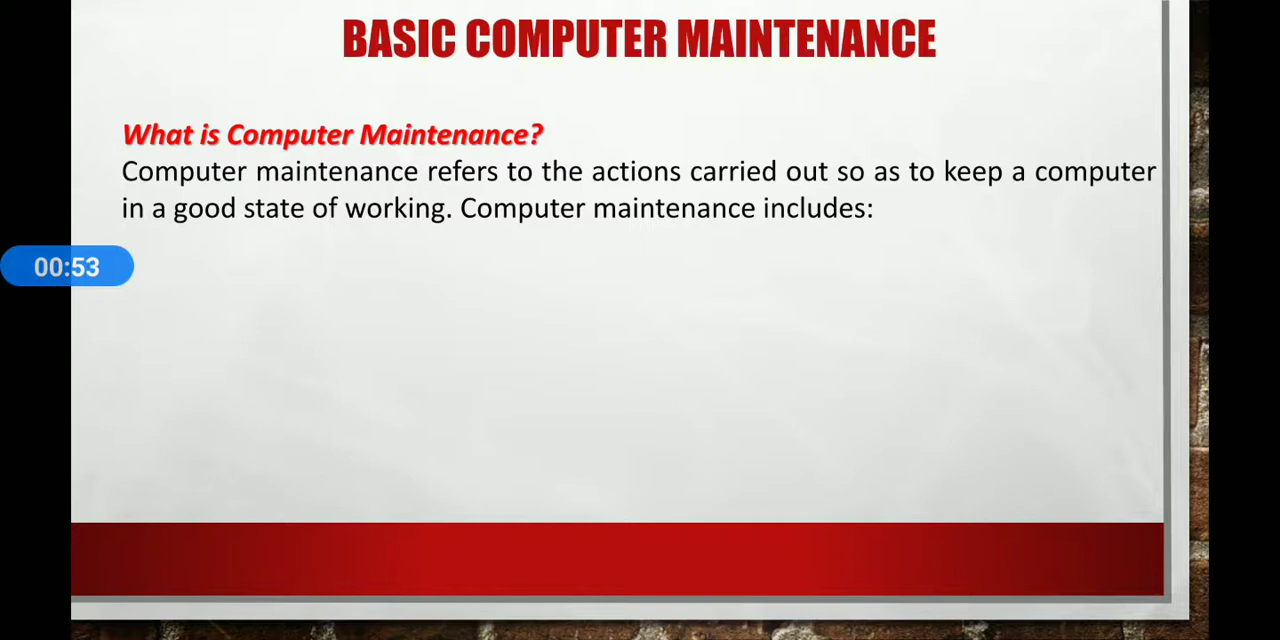 BASIC COMPUTER MAINTENANCE
What is Computer Maintenance?
Computer maintenance refers to the actions carried out so as to keep a computer
in a good state of working. Computer maintenance includes:
00:53